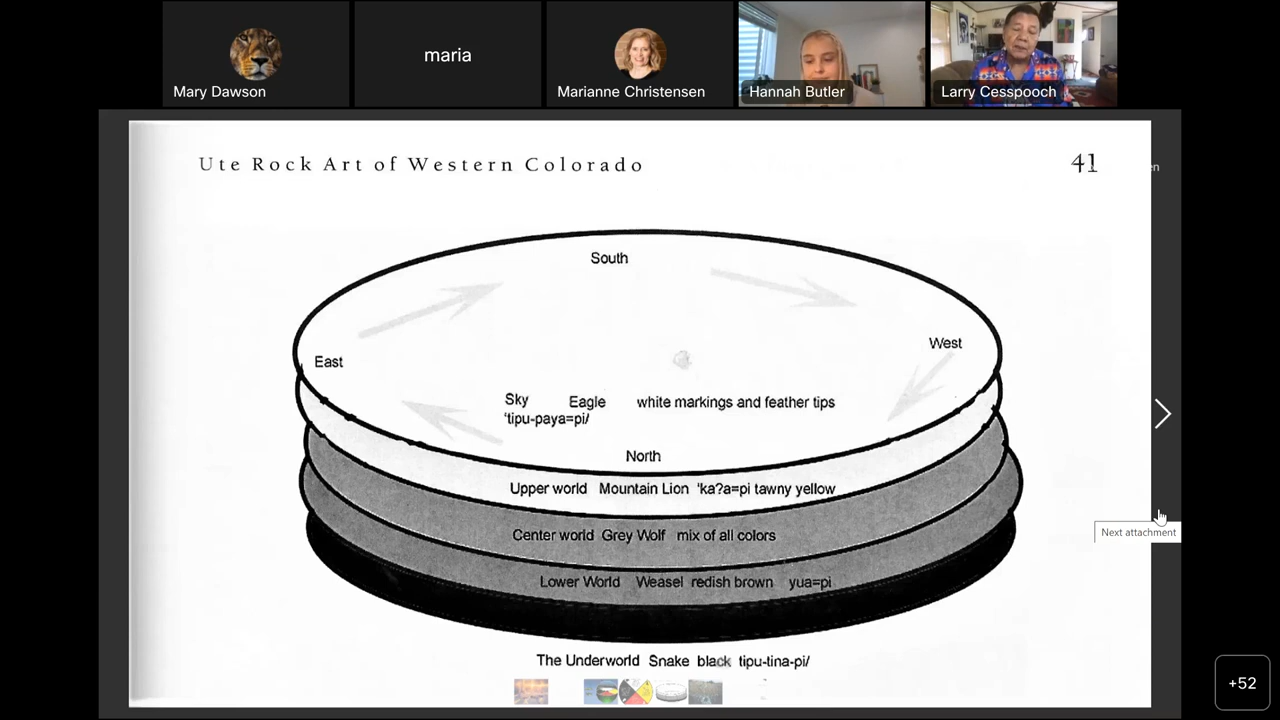 Mary Dawson
maria
Marianne Christensen
Hannah Butler
Larry Cesspooch
Ute Rock Art of Western Colorado 41
en
South
West
East
Sky Eagle white markings and feather tips
'tipu-paya=pi/
North
Upper world Mountain Lion 'ka?a=pi tawny yellow
Center world Grey Wolf mix of all colors
Next attachment
Lower World Weasel redish brown yua=pi
The Underworld Snake black tipu-tina-pi/
+52